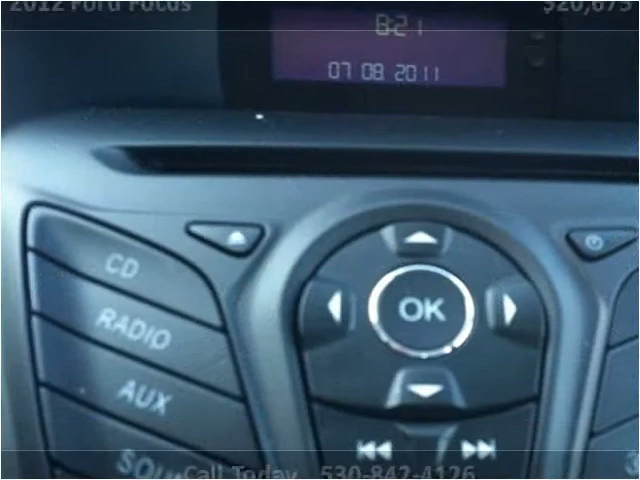 2012 Ford Focus $20,675
8:21
07 08 2011
CD
OK
RADIO
AUX
Call Today 530-842-4126